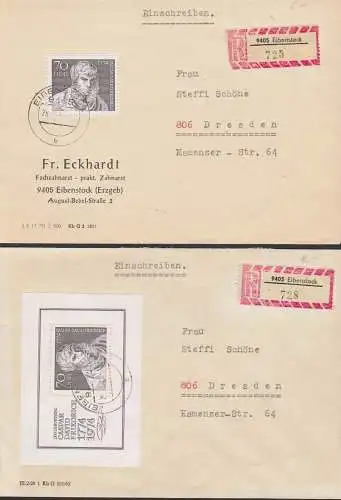 Einschreiben.
70
DDR
9405 Eibenstock
725
Frau
Steffi Schöne
806 Dresden
Kamenser-Str. 64
Fr. Eckhardt
Fachzahnarzt - prakt. Zahnarzt
9405 Eibenstock (Erzgeb)
August-Bebel-Straße 2
Einschreiben.
9405 Eibenstock
728
Frau
Steffi Schöne
806 Dresden
Kamenzer-Str. 64
70
CASPAR
DAVID
FRIEDRICH
1774
1974